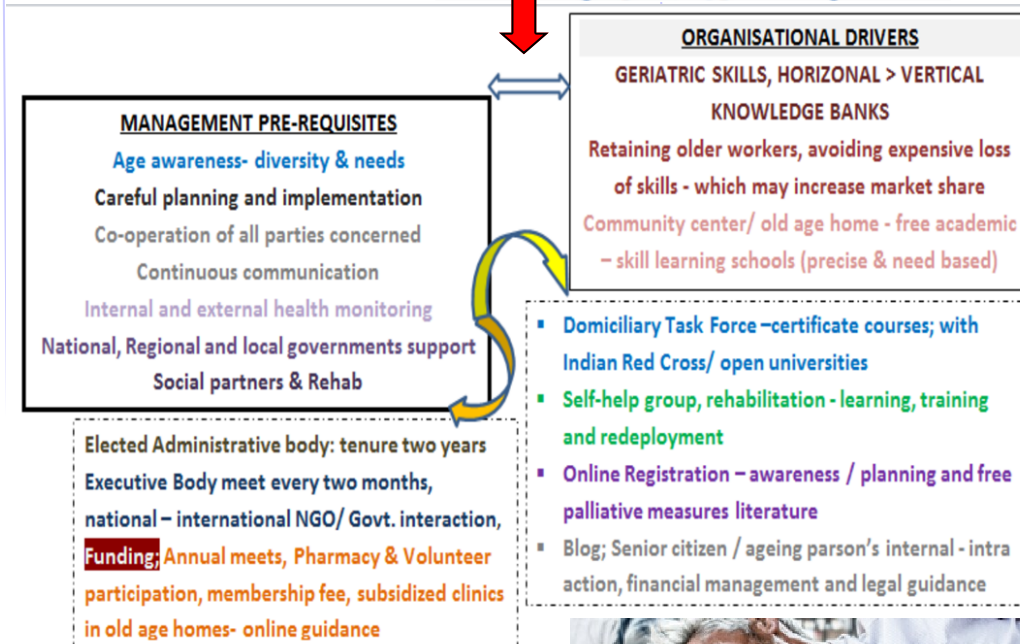 MANAGEMENT PRE-REQUISITES
Age awareness- diversity & needs
Careful planning and implementation
Co-operation of all parties concerned
Continuous communication
Internal and external health monitoring
National, Regional and local governments support
Social partners & Rehab
ORGANISATIONAL DRIVERS
GERIATRIC SKILLS, HORIZONAL > VERTICAL
KNOWLEDGE BANKS
Retaining older workers, avoiding expensive loss
of skills - which may increase market share
Community center/ old age home - free academic
– skill learning schools (precise & need based)
Elected Administrative body: tenure two years
Executive Body meet every two months,
national – international NGO/ Govt. interaction,
Funding; Annual meets, Pharmacy & Volunteer
participation, membership fee, subsidized clinics
in old age homes- online guidance
▪ Domiciliary Task Force –certificate courses; with
Indian Red Cross/ open universities
▪ Self-help group, rehabilitation - learning, training
and redeployment
▪ Online Registration – awareness / planning and free
palliative measures literature
▪ Blog; Senior citizen / ageing parson's internal - intra
action, financial management and legal guidance